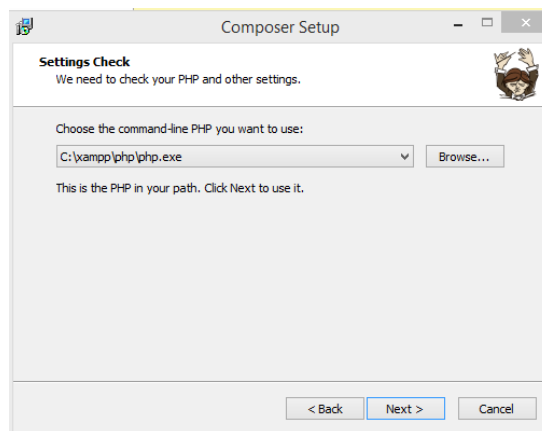 Composer Setup
Settings Check
We need to check your PHP and other settings.
Choose the command-line PHP you want to use:
C:\xampp\php\php.exe
Browse...
This is the PHP in your path. Click Next to use it.
< Back
Next >
Cancel